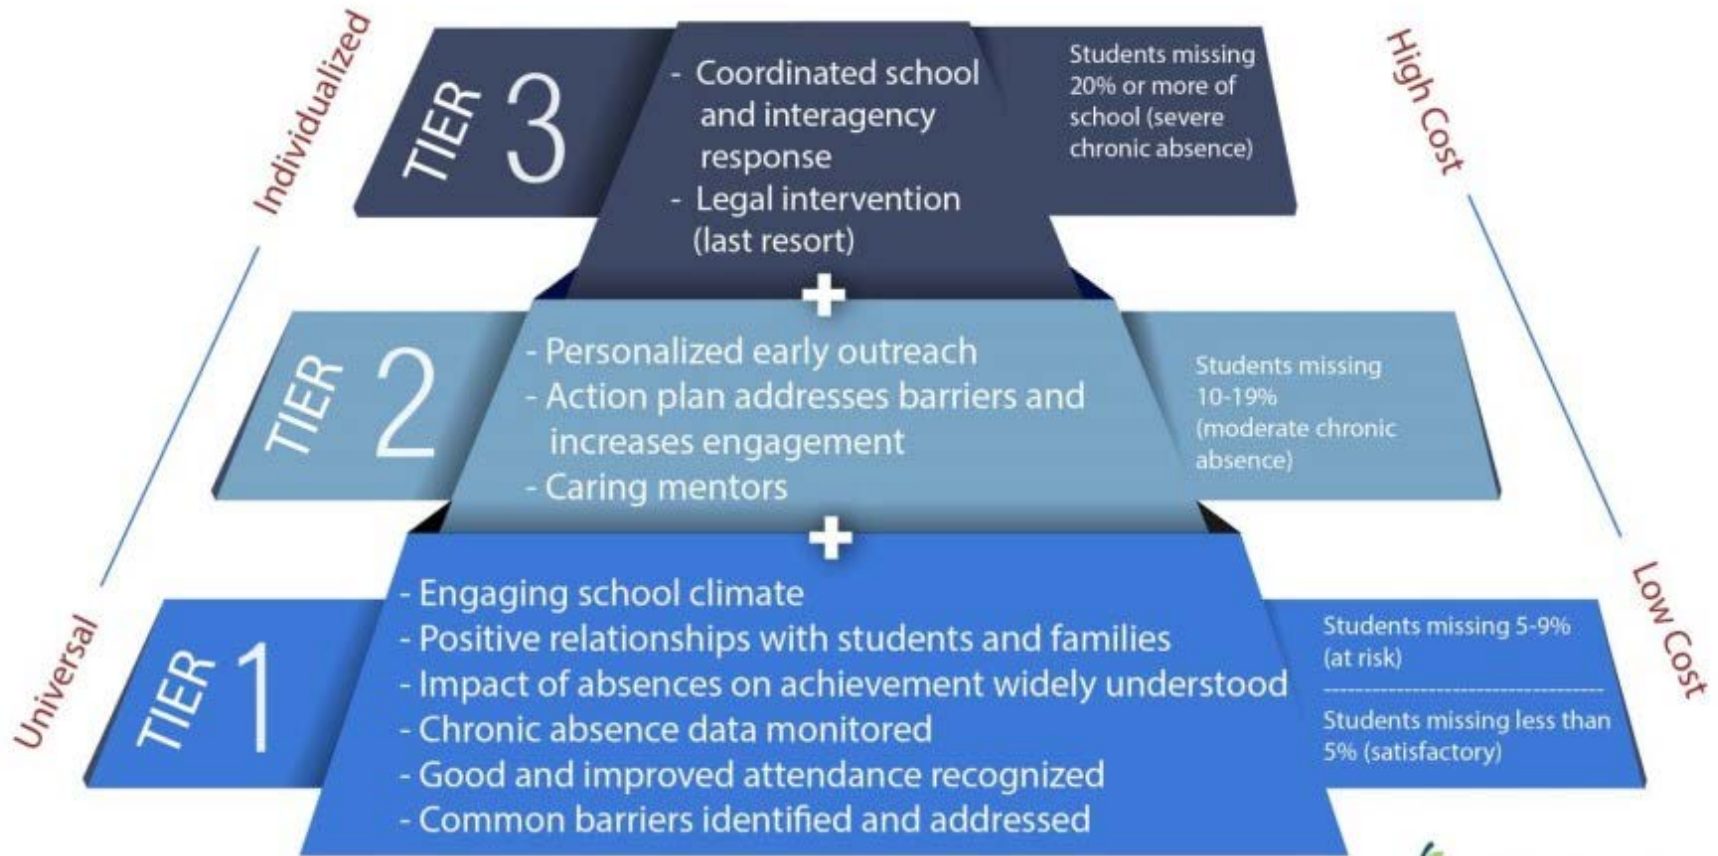 Individualized
High Cost
TIER 3
- Coordinated school
and interagency
response
- Legal intervention
(last resort)
Students missing
20% or more of
school (severe
chronic absence)
+
TIER 2
- Personalized early outreach
- Action plan addresses barriers and
increases engagement
- Caring mentors
Students missing
10-19%
(moderate chronic
absence)
+
Universal
Low Cost
TIER 1
- Engaging school climate
- Positive relationships with students and families
- Impact of absences on achievement widely understood
- Chronic absence data monitored
- Good and improved attendance recognized
- Common barriers identified and addressed
Students missing 5-9%
(at risk)
Students missing less than
5% (satisfactory)